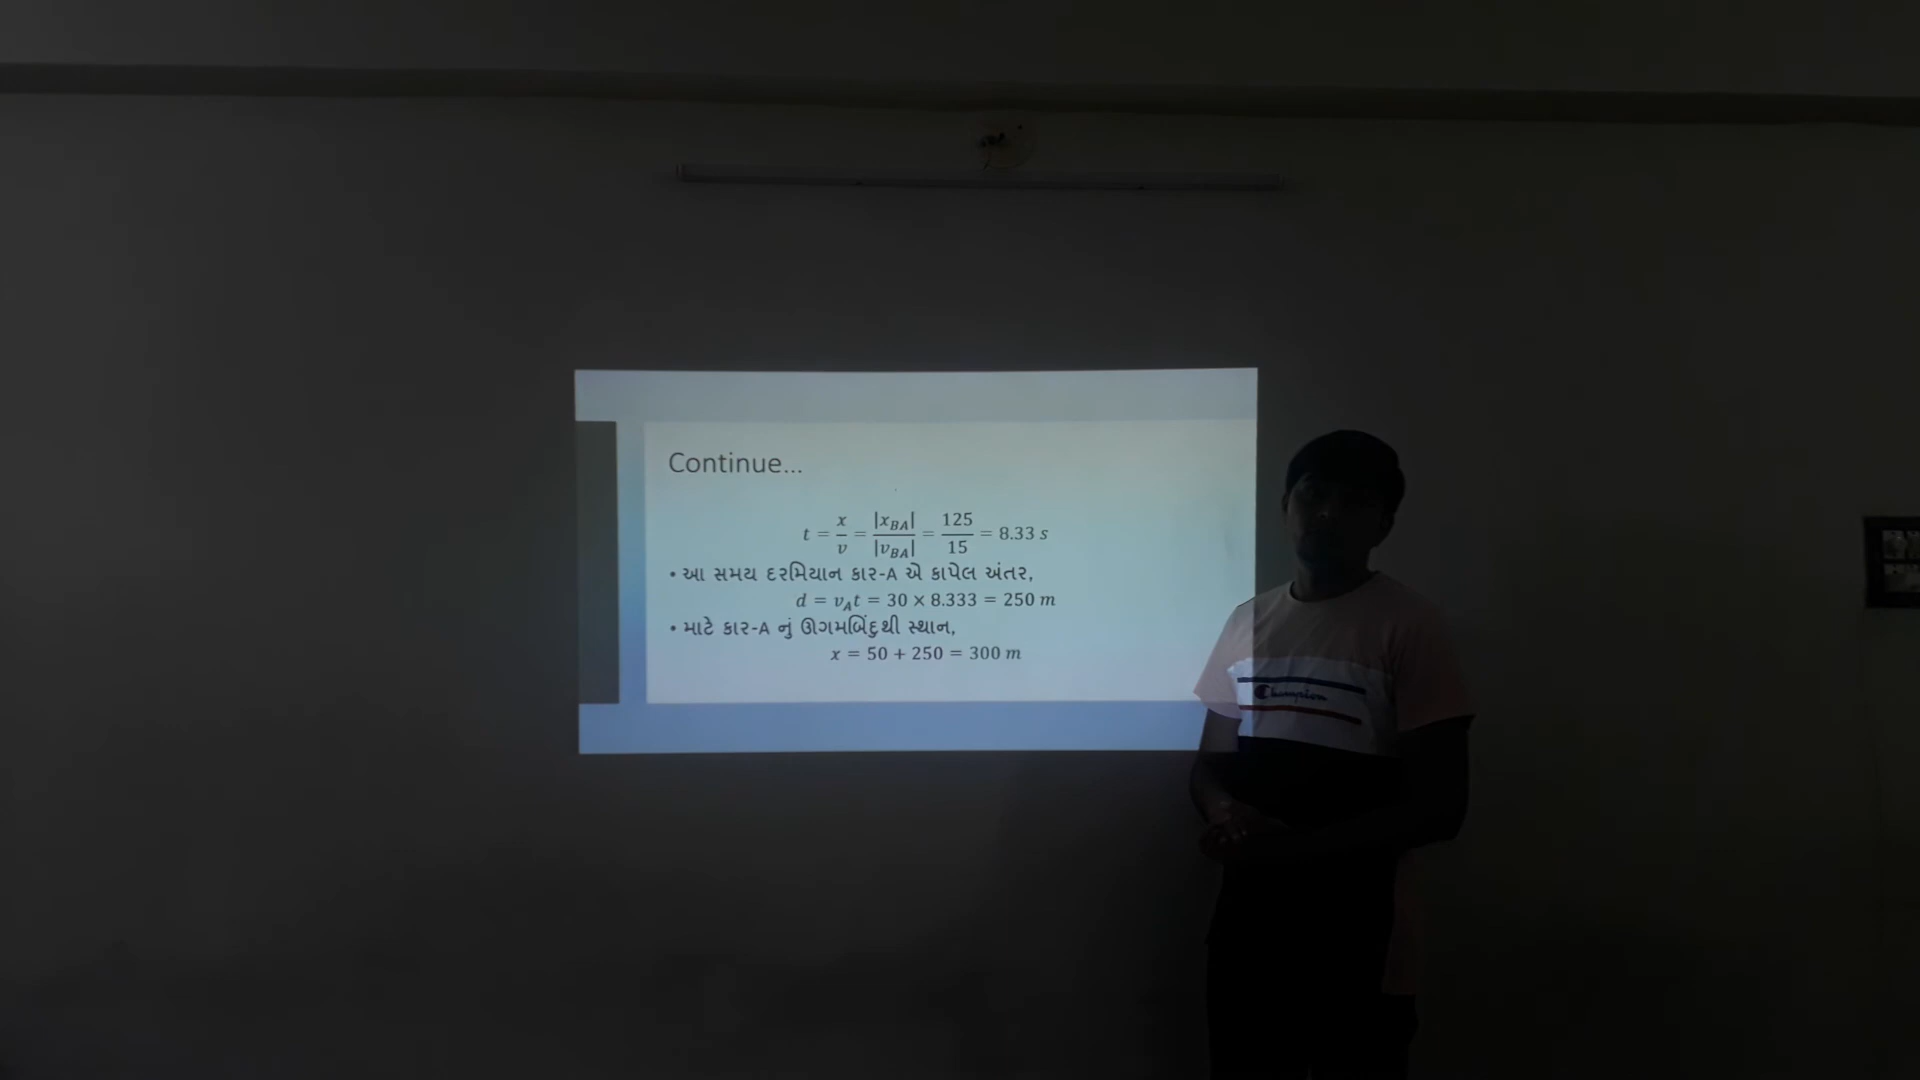 Continue...
t = x/v = |x_BA|/|v_BA| = 125/15 = 8.33 s
• આ સમય દરમિયાન કાર-A એ કાપેલ અંતર,
d = v_A t = 30 × 8.333 = 250 m
• માટે કાર-A નું ઊગમબિંદુથી સ્થાન,
x = 50 + 250 = 300 m
Champion